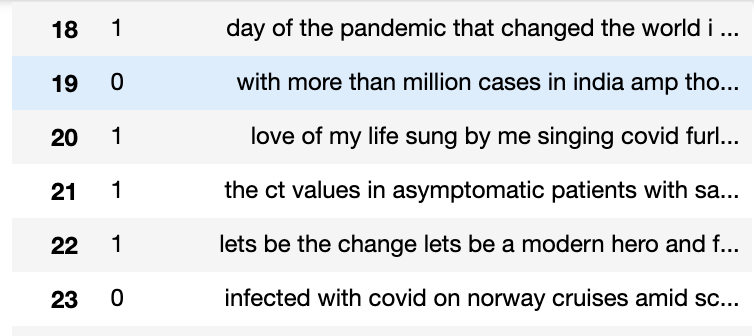 18 1 day of the pandemic that changed the world i ...
19 0 with more than million cases in india amp tho...
20 1 love of my life sung by me singing covid furl...
21 1 the ct values in asymptomatic patients with sa...
22 1 lets be the change lets be a modern hero and f...
23 0 infected with covid on norway cruises amid sc...